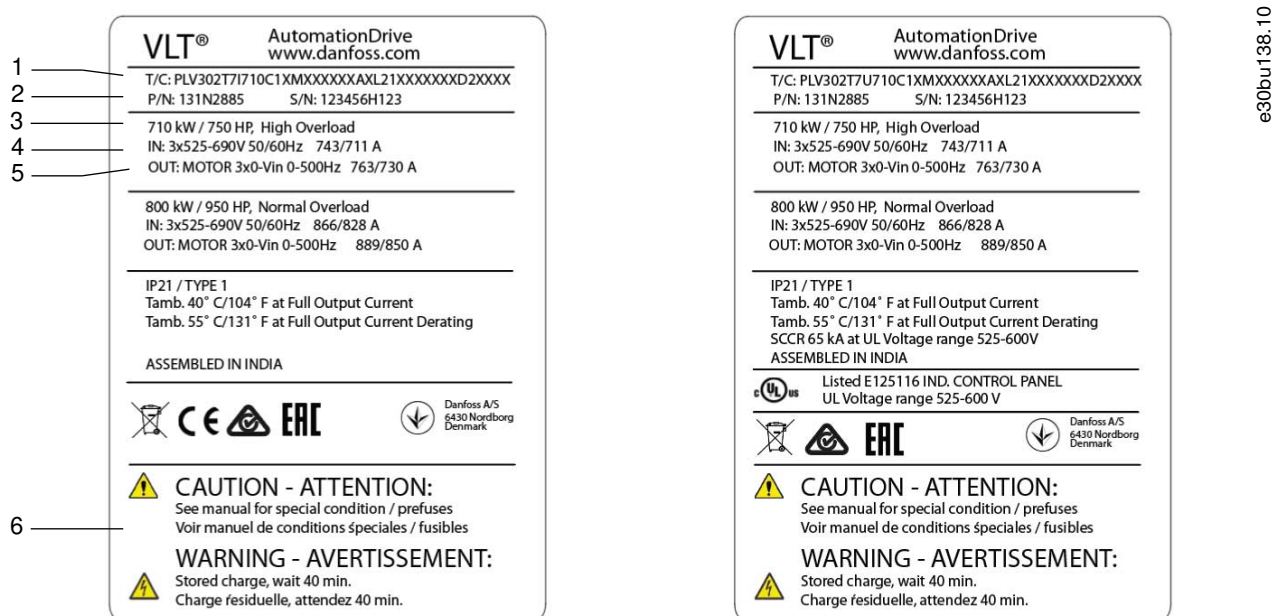 e30bu138.10
1
2
3
4
5
6
VLT®
AutomationDrive
www.danfoss.com
T/C: PLV302T7I710C1XMXXXXXXAXL21XXXXXXXD2XXXX
P/N: 131N2885 S/N: 123456H123
710 kW / 750 HP, High Overload
IN: 3x525-690V 50/60Hz 743/711 A
OUT: MOTOR 3x0-Vin 0-500Hz 763/730 A
800 kW / 950 HP, Normal Overload
IN: 3x525-690V 50/60Hz 866/828 A
OUT: MOTOR 3x0-Vin 0-500Hz 889/850 A
IP21 / TYPE 1
Tamb. 40˚ C/104˚ F at Full Output Current
Tamb. 55˚ C/131˚ F at Full Output Current Derating
ASSEMBLED IN INDIA
CE EAC
Danfoss A/S
6430 Nordborg
Denmark
CAUTION - ATTENTION:
See manual for special condition / prefuses
Voir manuel de conditions śpeciales / fusibles
WARNING - AVERTISSEMENT:
Stored charge, wait 40 min.
Charge ŕesiduelle, attendez 40 min.
VLT®
AutomationDrive
www.danfoss.com
T/C: PLV302T7U710C1XMXXXXXXAXL21XXXXXXXD2XXXX
P/N: 131N2885 S/N: 123456H123
710 kW / 750 HP, High Overload
IN: 3x525-690V 50/60Hz 743/711 A
OUT: MOTOR 3x0-Vin 0-500Hz 763/730 A
800 kW / 950 HP, Normal Overload
IN: 3x525-690V 50/60Hz 866/828 A
OUT: MOTOR 3x0-Vin 0-500Hz 889/850 A
IP21 / TYPE 1
Tamb. 40˚ C/104˚ F at Full Output Current
Tamb. 55˚ C/131˚ F at Full Output Current Derating
SCCR 65 kA at UL Voltage range 525-600V
ASSEMBLED IN INDIA
c UL us
Listed E125116 IND. CONTROL PANEL
UL Voltage range 525-600 V
EAC
Danfoss A/S
6430 Nordborg
Denmark
CAUTION - ATTENTION:
See manual for special condition / prefuses
Voir manuel de conditions śpeciales / fusibles
WARNING - AVERTISSEMENT:
Stored charge, wait 40 min.
Charge ŕesiduelle, attendez 40 min.